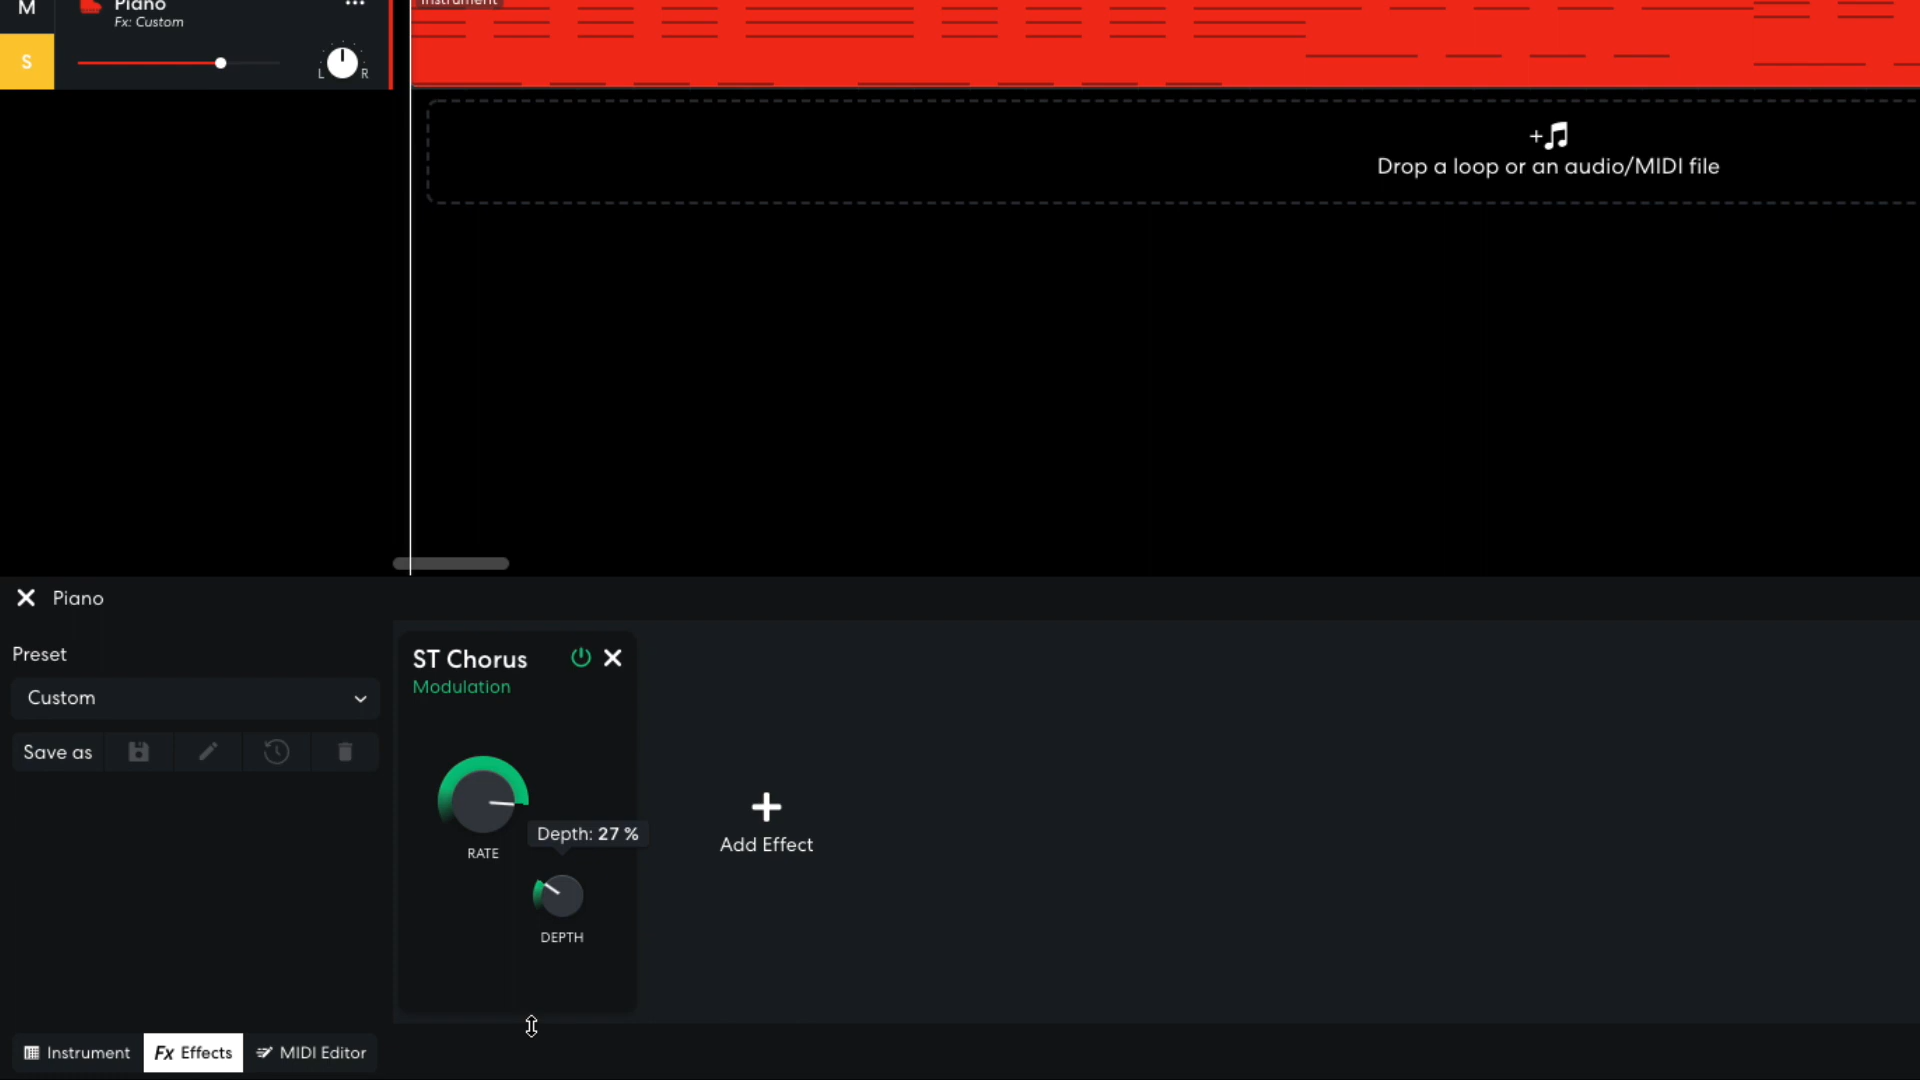 M
Piano
Fx: Custom
Instrument
S
L
R
Drop a loop or an audio/MIDI file
Piano
Preset
Custom
Save as
ST Chorus
Modulation
RATE
Depth: 27 %
DEPTH
Add Effect
Instrument
Fx Effects
MIDI Editor